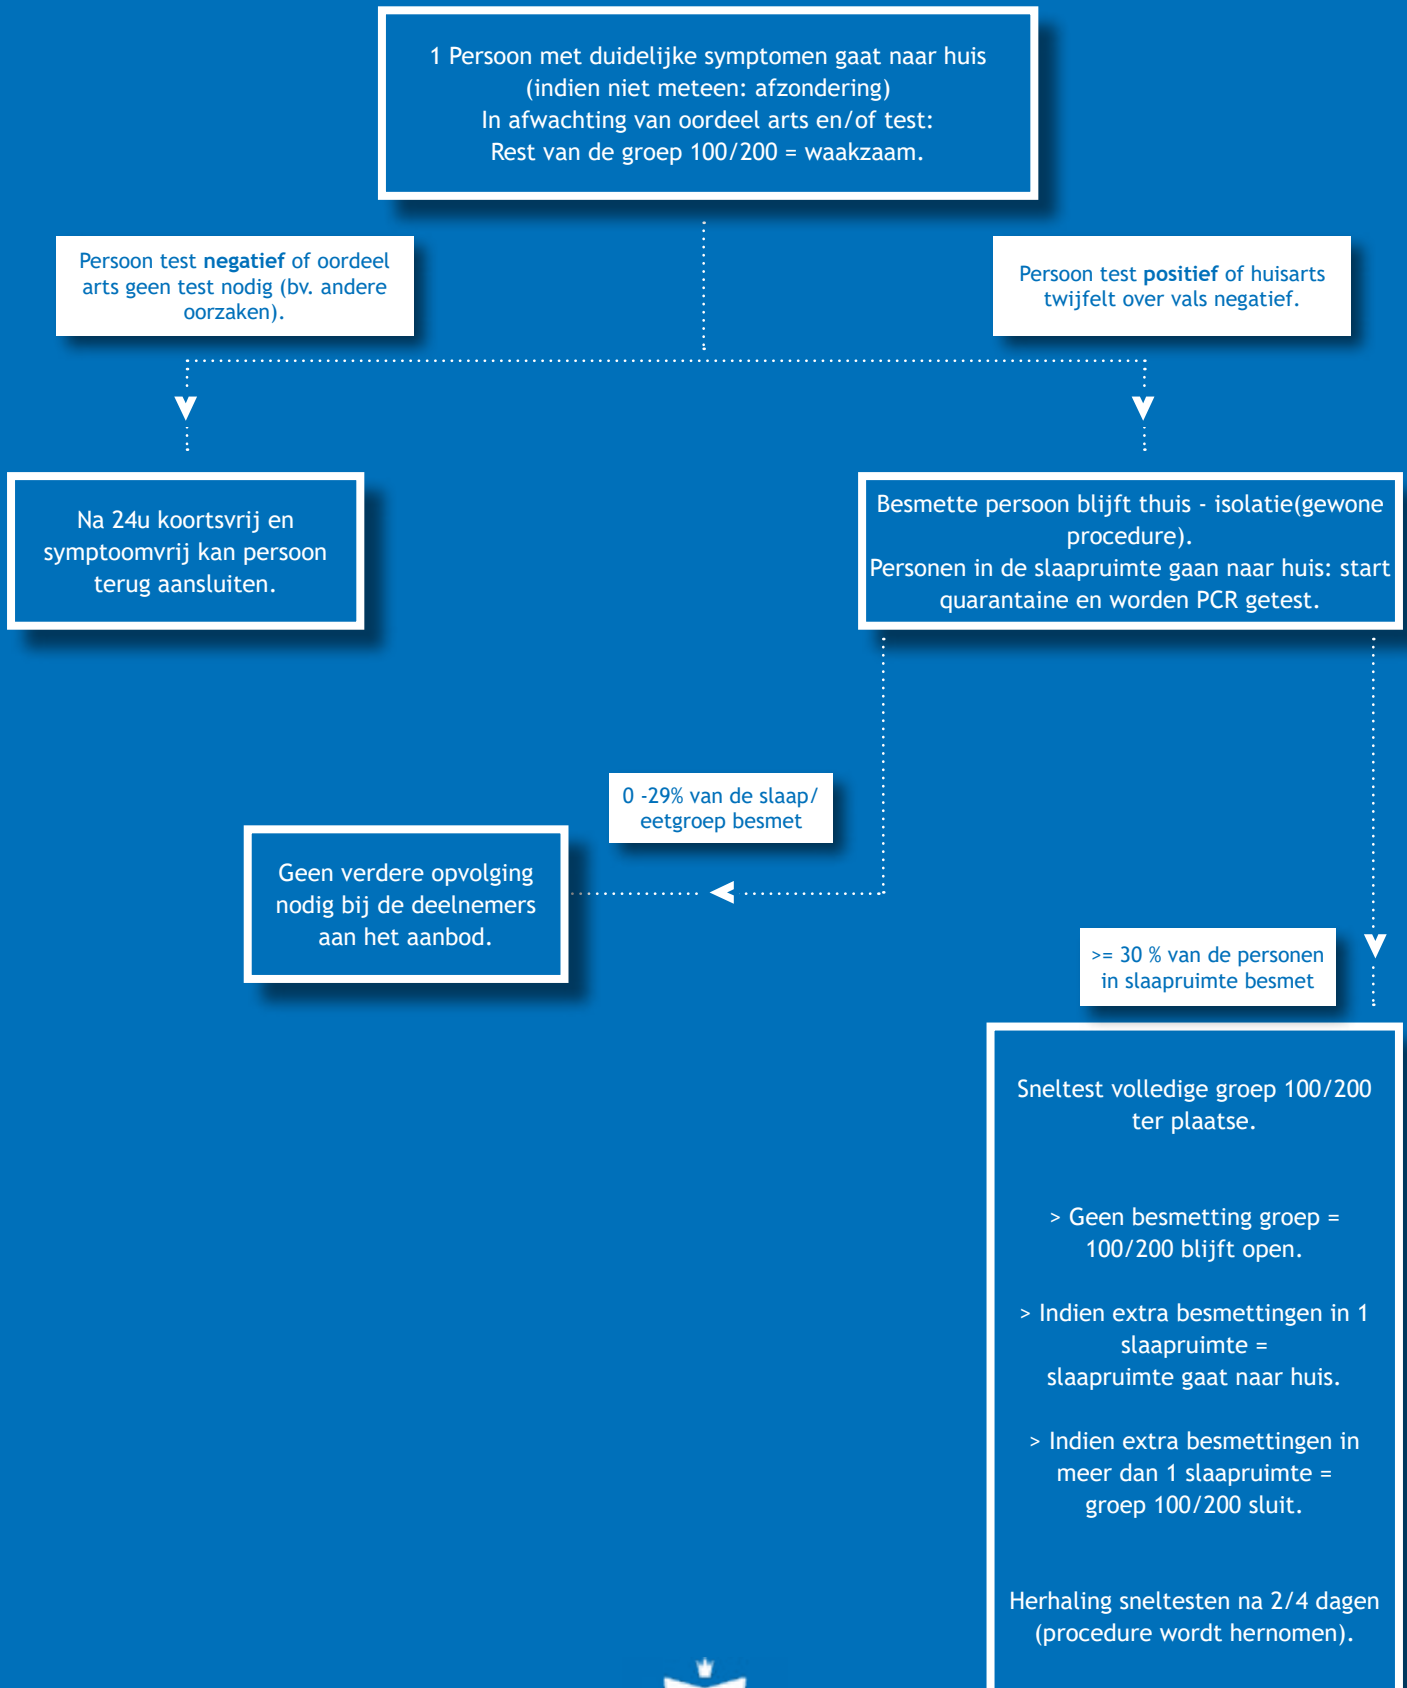 1 Persoon met duidelijke symptomen gaat naar huis
(indien niet meteen: afzondering)
In afwachting van oordeel arts en/of test:
Rest van de groep 100/200 = waakzaam.
Persoon test negatief of oordeel
arts geen test nodig (bv. andere
oorzaken).
Persoon test positief of huisarts
twijfelt over vals negatief.
Na 24u koortsvrij en
symptoomvrij kan persoon
terug aansluiten.
Besmette persoon blijft thuis - isolatie(gewone
procedure).
Personen in de slaapruimte gaan naar huis: start
quarantaine en worden PCR getest.
0 -29% van de slaap/
eetgroep besmet
Geen verdere opvolging
nodig bij de deelnemers
aan het aanbod.
>= 30 % van de personen
in slaapruimte besmet
Sneltest volledige groep 100/200
ter plaatse.
> Geen besmetting groep =
100/200 blijft open.
> Indien extra besmettingen in 1
slaapruimte =
slaapruimte gaat naar huis.
> Indien extra besmettingen in
meer dan 1 slaapruimte =
groep 100/200 sluit.
Herhaling sneltesten na 2/4 dagen
(procedure wordt hernomen).